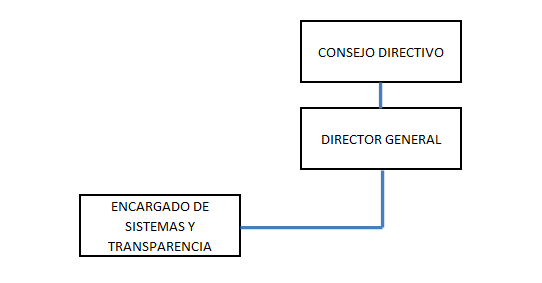 CONSEJO DIRECTIVO
DIRECTOR GENERAL
ENCARGADO DE
SISTEMAS Y
TRANSPARENCIA